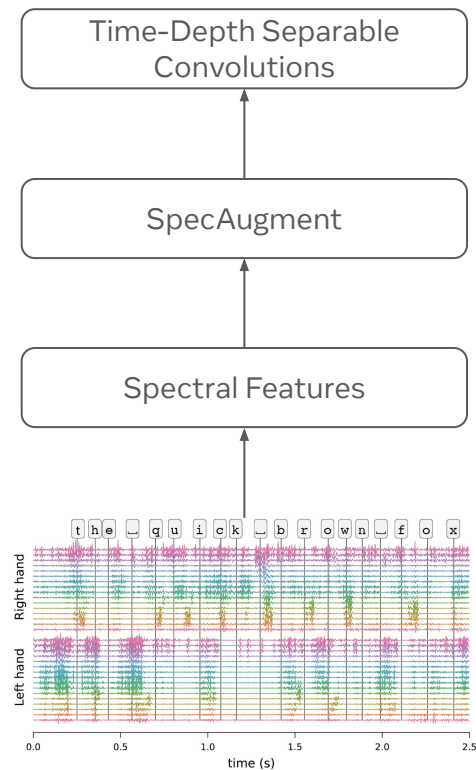 Time-Depth Separable
Convolutions
SpecAugment
Spectral Features
t h e ␣ q u i c k ␣ b r o w n ␣ f o x
Right hand
Left hand
0.0 0.5 1.0 1.5 2.0 2.5
time (s)